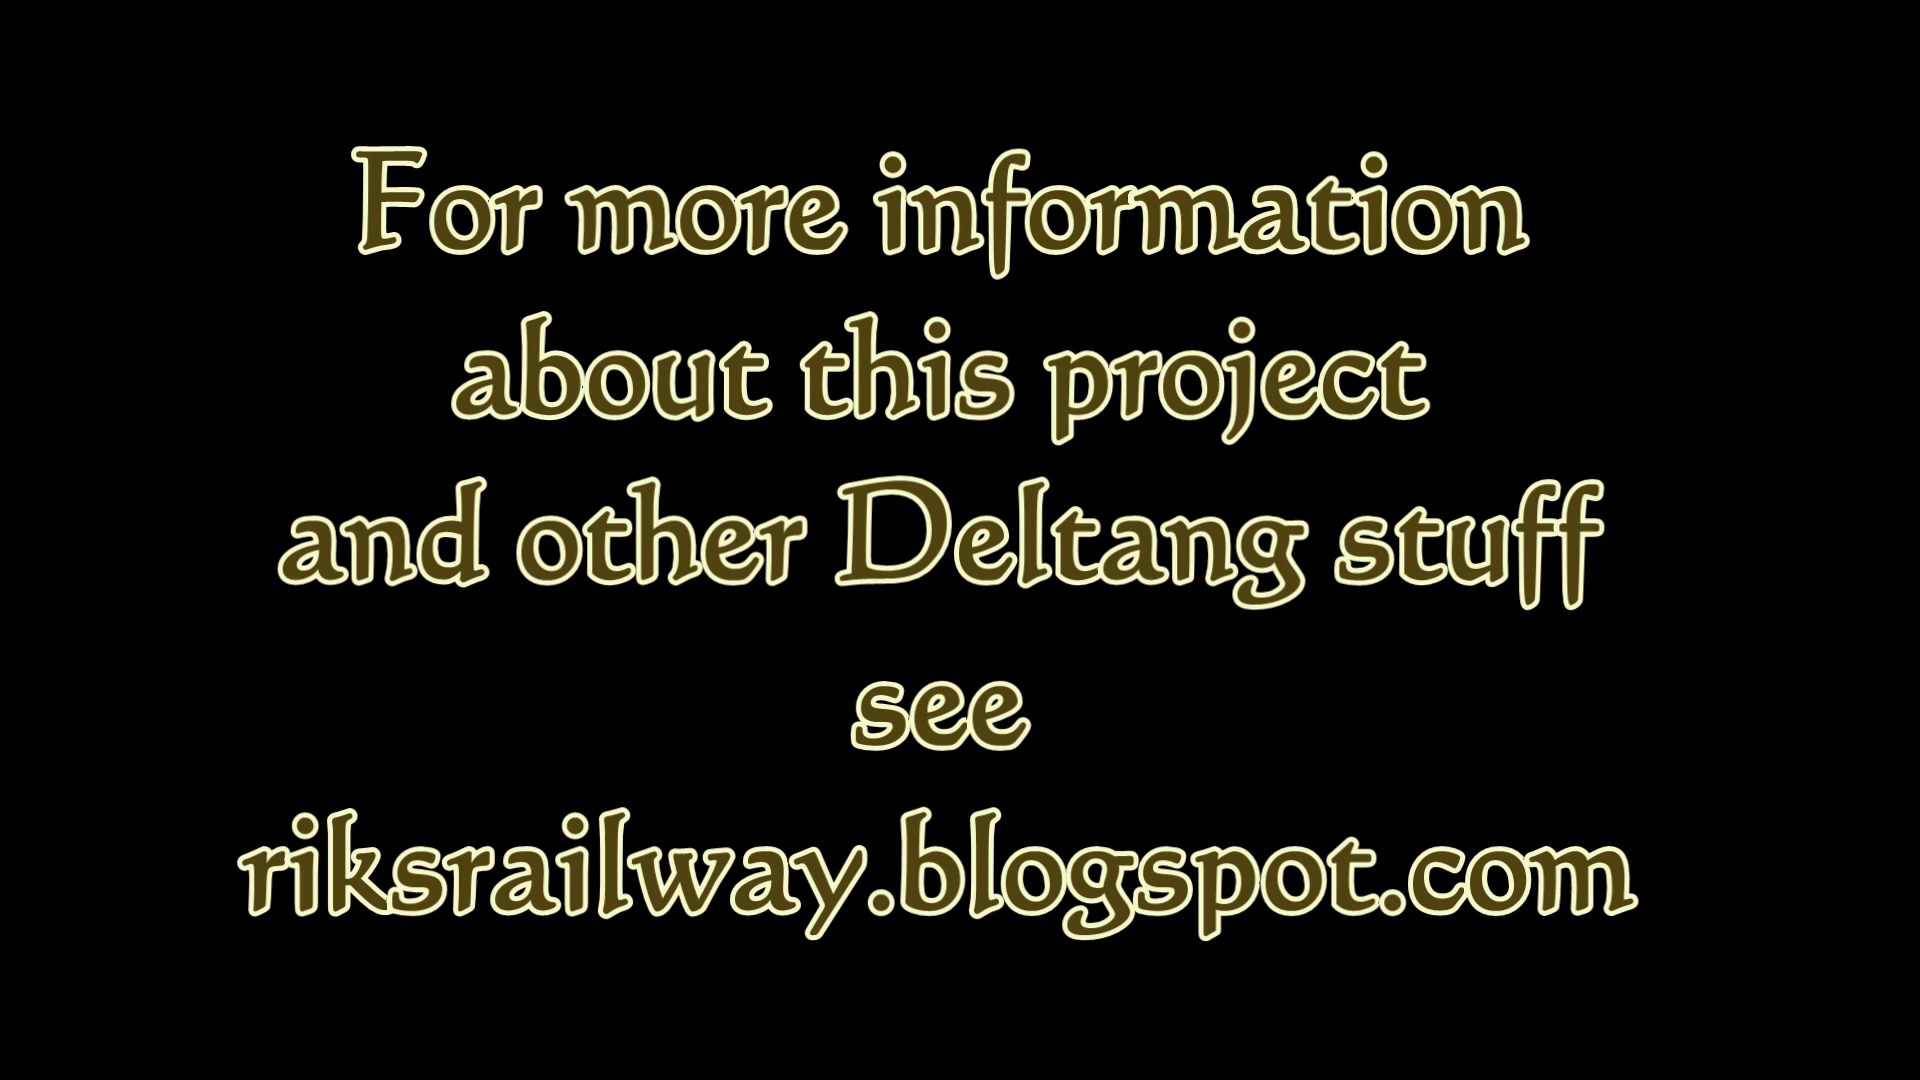 For more information
about this project
and other Deltang stuff
see
riksrailway.blogspot.com